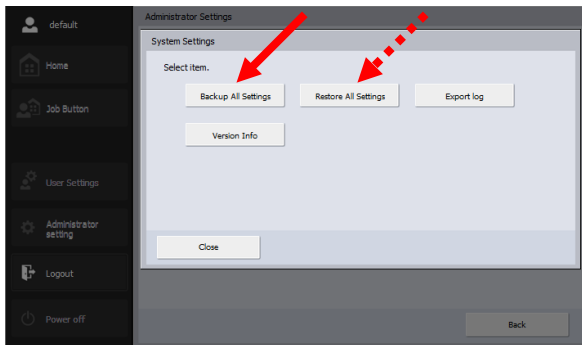 default
Home
Job Button
User Settings
Administrator
setting
Logout
Power off
Administrator Settings
System Settings
Select item.
Backup All Settings
Restore All Settings
Export log
Version Info
Close
Back